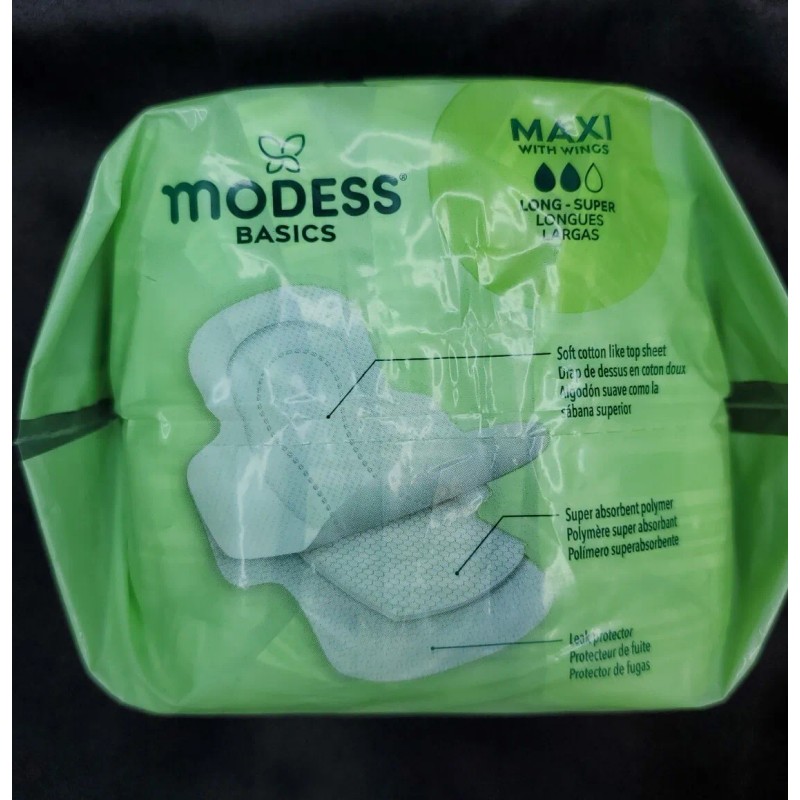 MODESS®
BASICS
MAXI
WITH WINGS
LONG - SUPER
LONGUES
LARGAS
Soft cotton like top sheet
Drap de dessus en coton doux
Algodón suave como la
sábana superior
Super absorbent polymer
Polymère super absorbant
Polímero superabsorbente
Leak protector
Protecteur de fuite
Protector de fugas